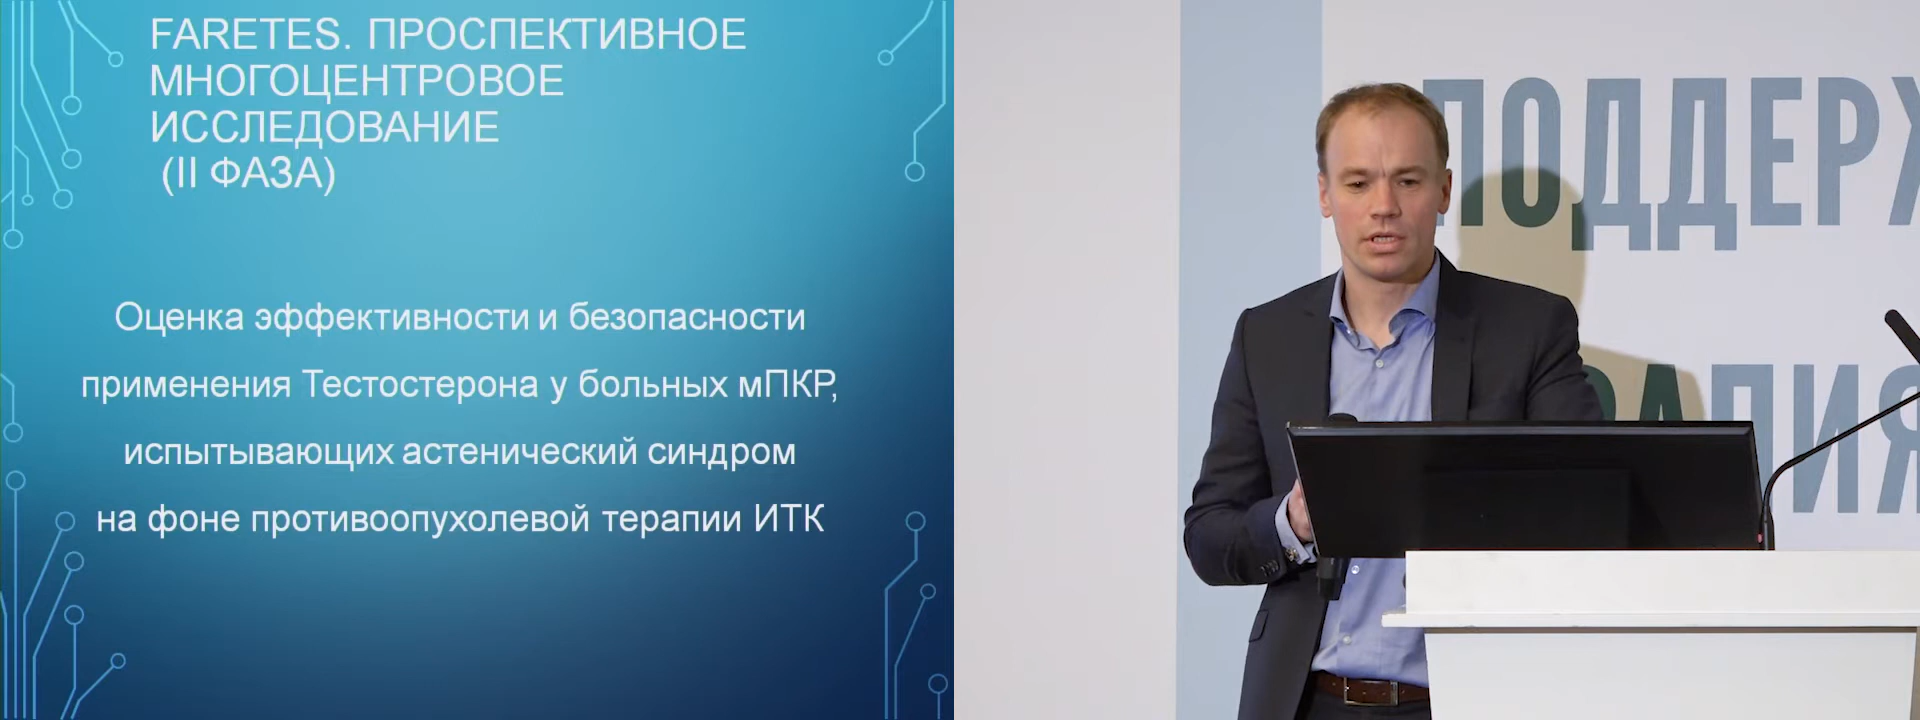 FARETES. ПРОСПЕКТИВНОЕ
МНОГОЦЕНТРОВОЕ
ИССЛЕДОВАНИЕ
(II ФАЗА)
Оценка эффективности и безопасности
применения Тестостерона у больных мПКР,
испытывающих астенический синдром
на фоне противоопухолевой терапии ИТК
ПОДДЕРЖ